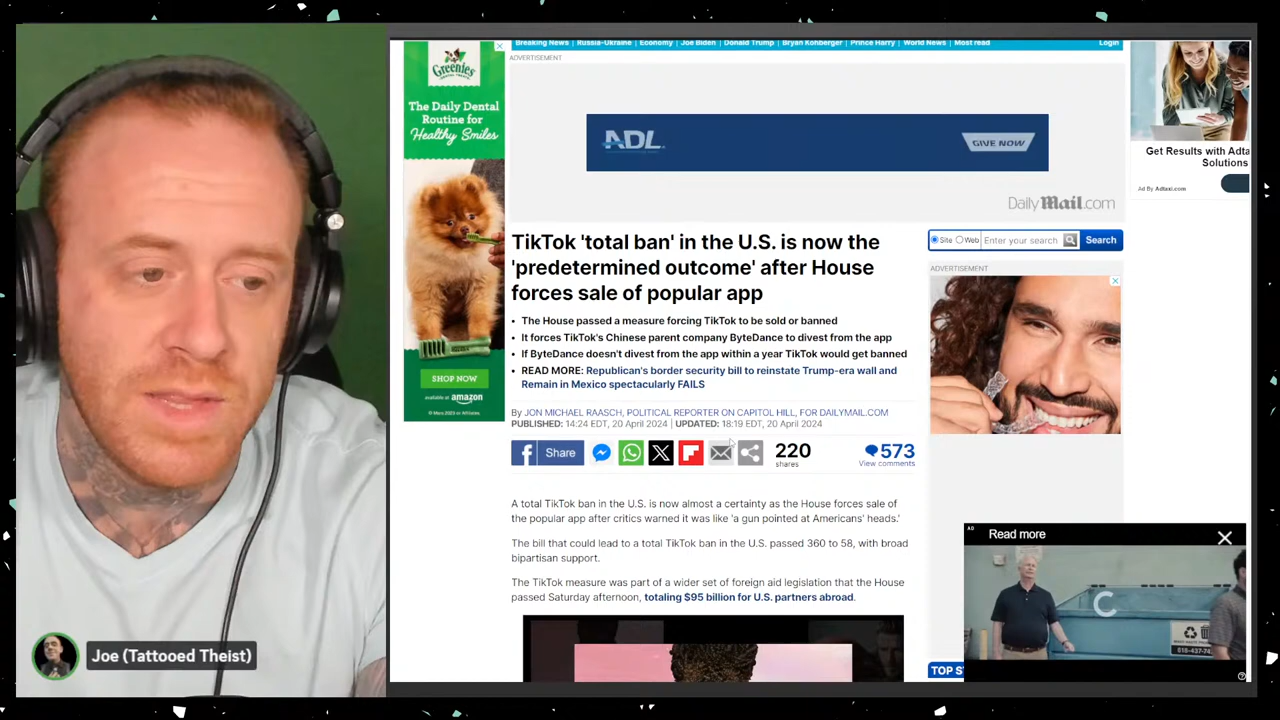 Breaking News | Russia-Ukraine | Economy | Joe Biden | Donald Trump | Bryan Kohberger | Prince Harry | World News | Most read
Login
ADVERTISEMENT
Greenies
The Daily Dental
Routine for
Healthy Smiles
SHOP NOW
available at
amazon
ADL
GIVE NOW
DailyMail.com
Get Results with Adta
Solutions
Ad By Adtaxi.com
TikTok 'total ban' in the U.S. is now the
'predetermined outcome' after House
forces sale of popular app
• The House passed a measure forcing TikTok to be sold or banned
• It forces TikTok's Chinese parent company ByteDance to divest from the app
• If ByteDance doesn't divest from the app within a year TikTok would get banned
• READ MORE: Republican's border security bill to reinstate Trump-era wall and
Remain in Mexico spectacularly FAILS
By JON MICHAEL RAASCH, POLITICAL REPORTER ON CAPITOL HILL, FOR DAILYMAIL.COM
PUBLISHED: 14:24 EDT, 20 April 2024 | UPDATED: 18:19 EDT, 20 April 2024
Share
220
shares
573
View comments
A total TikTok ban in the U.S. is now almost a certainty as the House forces sale of
the popular app after critics warned it was like 'a gun pointed at Americans' heads.'
The bill that could lead to a total TikTok ban in the U.S. passed 360 to 58, with broad
bipartisan support.
The TikTok measure was part of a wider set of foreign aid legislation that the House
passed Saturday afternoon, totaling $95 billion for U.S. partners abroad.
Site
Web
Enter your search
Search
ADVERTISEMENT
AD
Read more
TOP S
Joe (Tattooed Theist)